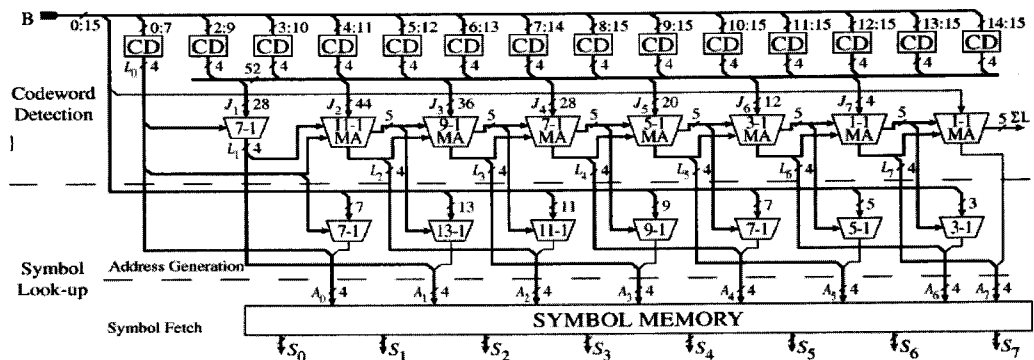 B 0:15 0:7 2:9 3:10 4:11 5:12 6:13 7:14 8:15 9:15 10:15 11:15 12:15 13:15 14:15
CD CD CD CD CD CD CD CD CD CD CD CD CD CD
L0 4 4 4 4 4 4 4 4 4 4 4 4 4 4
52
Codeword Detection
J1 28 J2 44 J3 36 J4 28 J5 20 J6 12 J7 4
7-1 11-1 MA 5 9-1 MA 5 7-1 MA 5 5-1 MA 5 3-1 MA 5 1-1 MA 5 1-1 MA 5 ΣL
L1 4 L2 4 L3 4 L4 4 L5 4 L6 4 L7 4
7 13 11 9 7 5 3
7-1 13-1 11-1 9-1 7-1 5-1 3-1
Symbol Look-up
Address Generation
A0 4 A1 4 A2 4 A3 4 A4 4 A5 4 A6 4 A7 4
SYMBOL MEMORY
Symbol Fetch
S0 S1 S2 S3 S4 S5 S6 S7